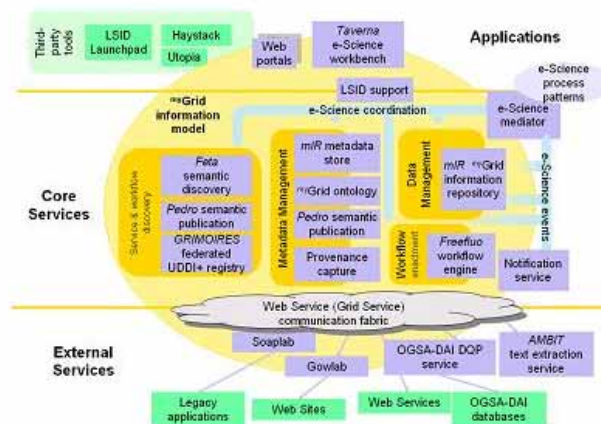 Third-party tools
LSID
Launchpad
Haystack
Utopia
Web
portals
Taverna
e-Science
workbench
Applications
e-Science
process
patterns
LSID support
e-Science
mediator
myGrid
information
model
e-Science coordination
Core
Services
Service & workflow
discovery
Feta
semantic
discovery
Pedro semantic
publication
GRIMOIRES
federated
UDDI+ registry
Metadata Management
mIR metadata
store
myGrid ontology
Pedro semantic
publication
Provenance
capture
Data
Management
mIR myGrid
information
repository
Workflow
enactment
Freefluo
workflow
engine
e-Science events
Notification
service
Web Service (Grid Service)
communication fabric
External
Services
Soaplab
Gowlab
OGSA-DAI DQP
service
AMBIT
text extraction
service
Legacy
applications
Web Sites
Web Services
OGSA-DAI
databases